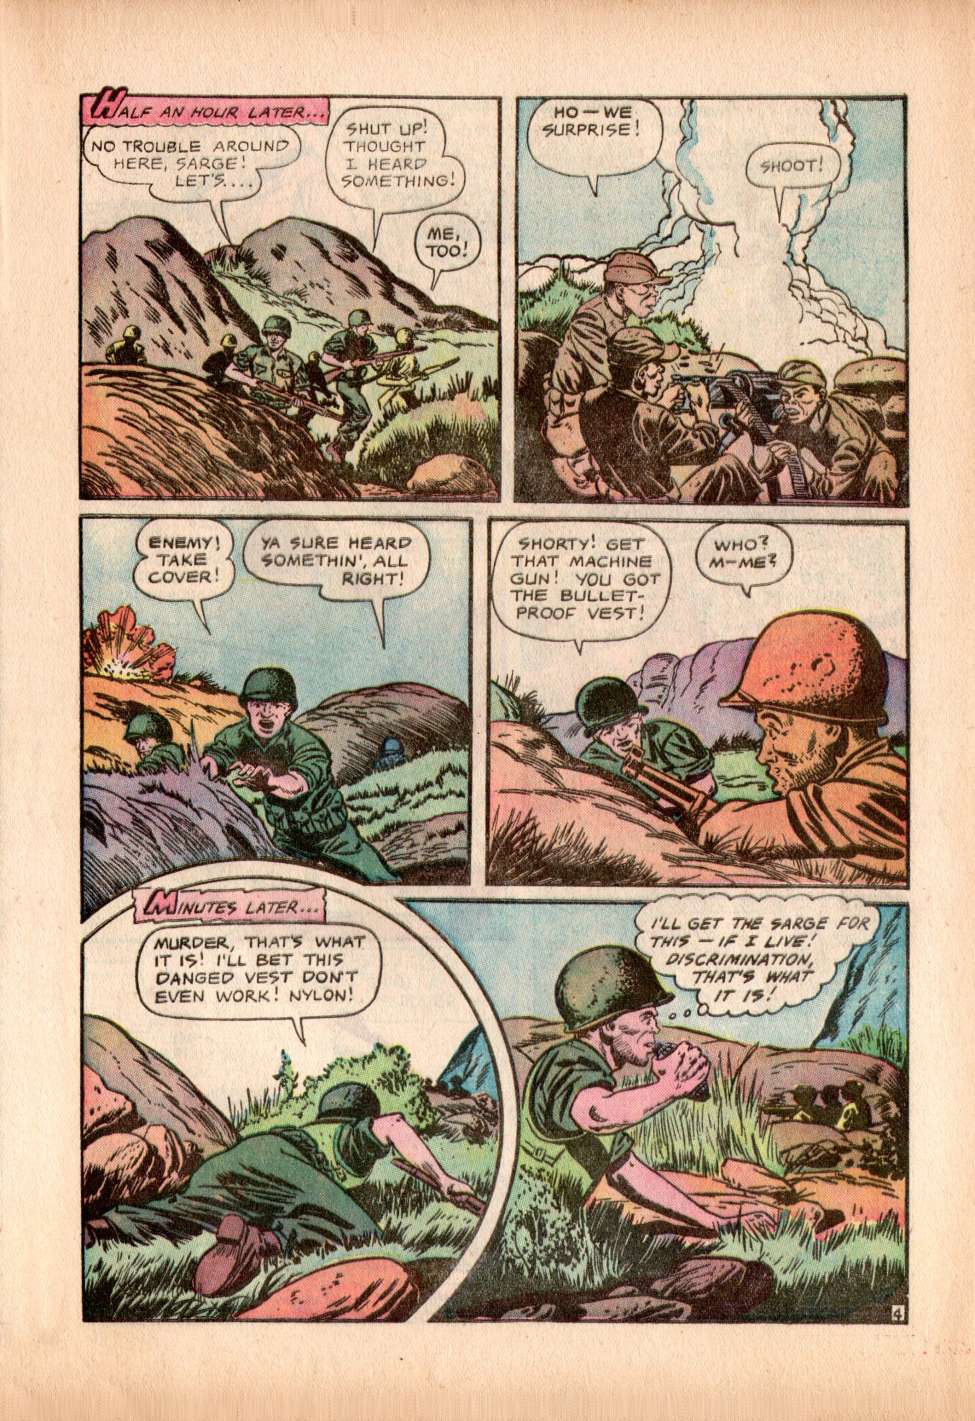 HALF AN HOUR LATER...
NO TROUBLE AROUND
HERE, SARGE!
LET'S....
SHUT UP!
THOUGHT
I HEARD
SOMETHING!
ME,
TOO!
HO — WE
SURPRISE!
SHOOT!
ENEMY!
TAKE
COVER!
YA SURE HEARD
SOMETHIN', ALL
RIGHT!
SHORTY! GET
THAT MACHINE
GUN! YOU GOT
THE BULLET-
PROOF VEST!
WHO?
M-ME?
MINUTES LATER...
MURDER, THAT'S WHAT
IT IS! I'LL BET THIS
DANGED VEST DON'T
EVEN WORK! NYLON!
I'LL GET THE SARGE FOR
THIS — IF I LIVE!
DISCRIMINATION,
THAT'S WHAT
IT IS!
4